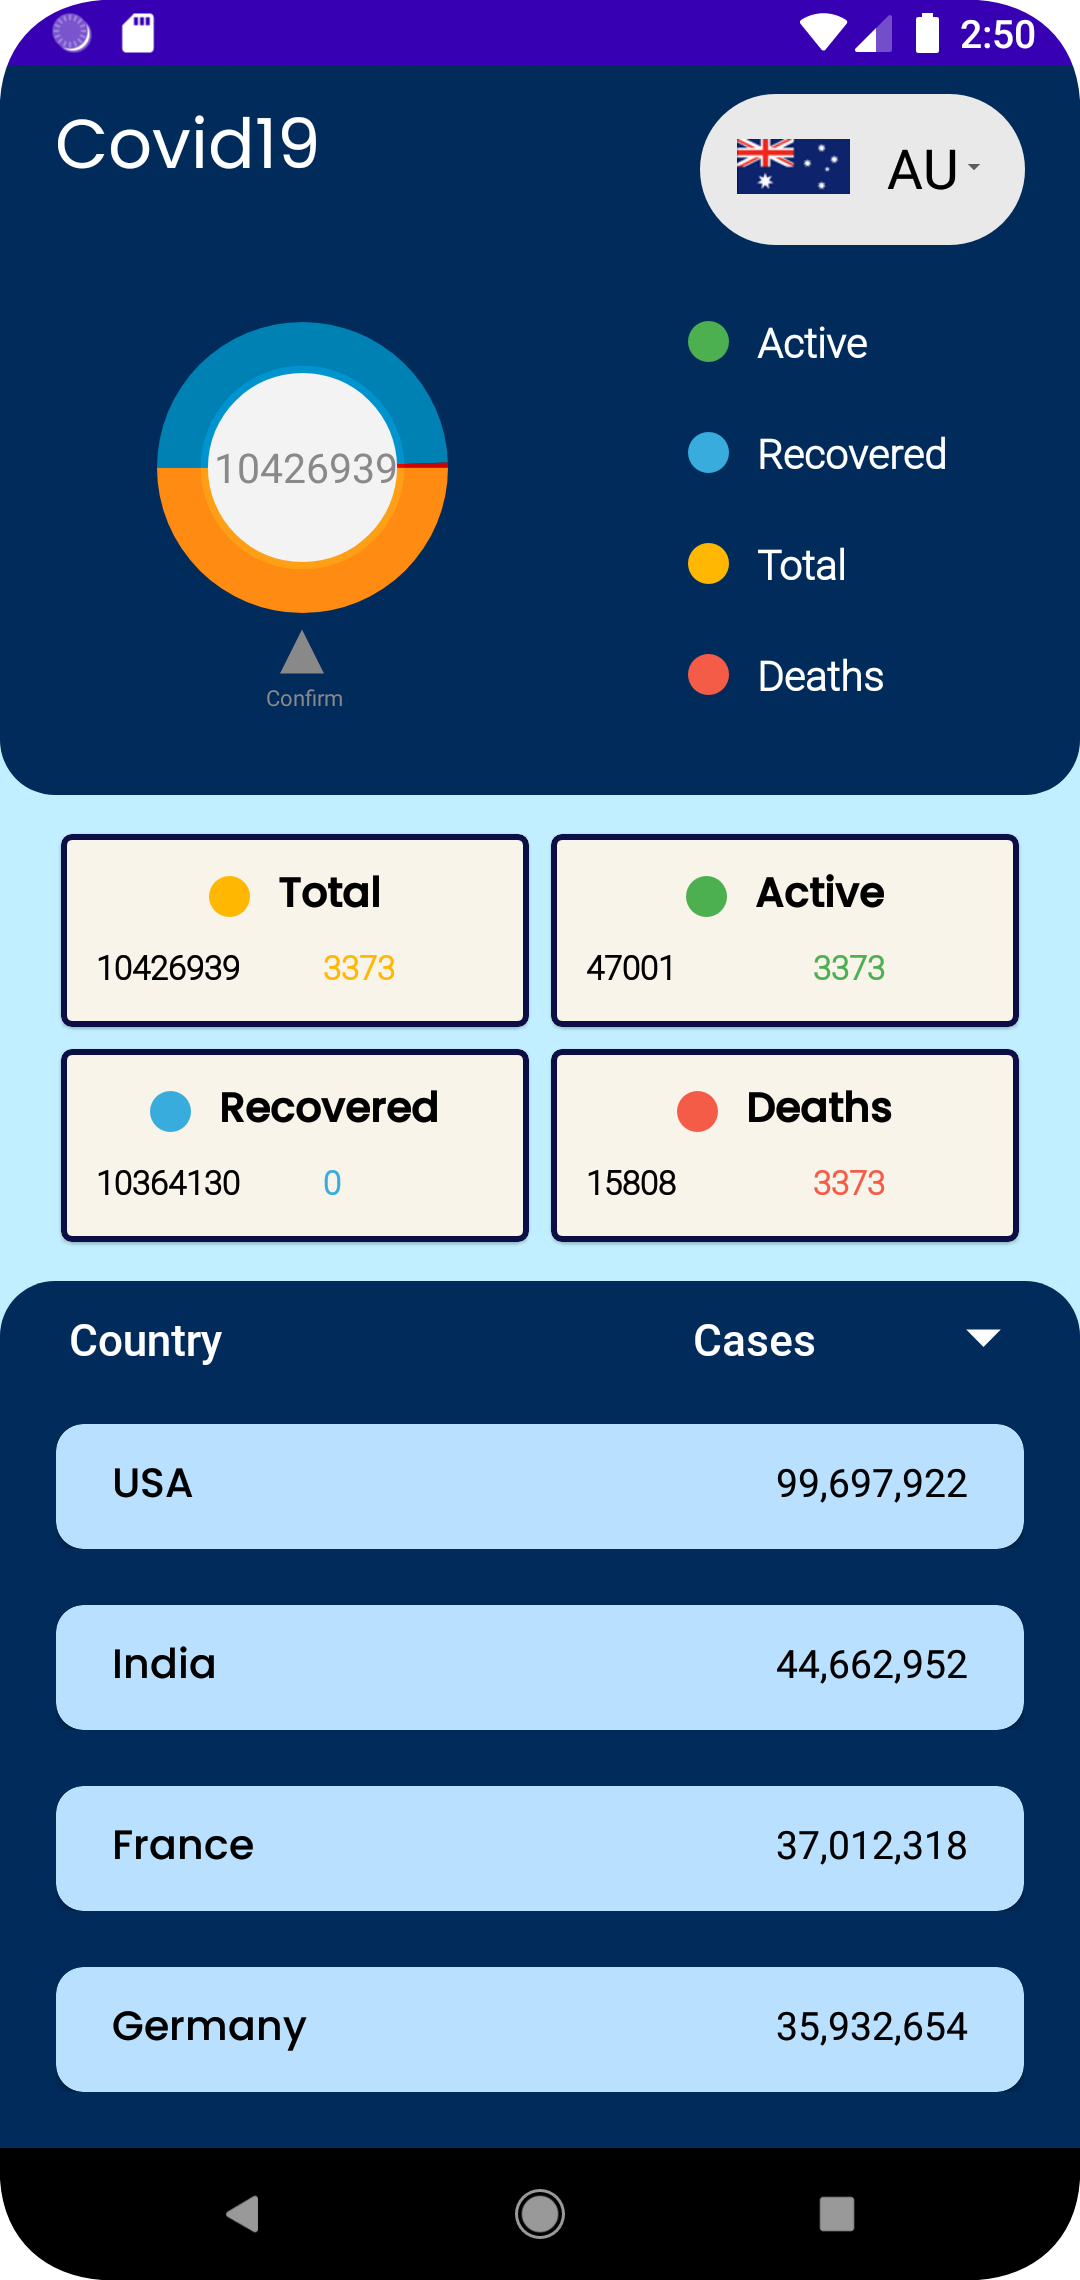 2:50
Covid19
AU
Active
Recovered
Total
Deaths
10426939
Confirm
Total
10426939 3373
Active
47001 3373
Recovered
10364130 0
Deaths
15808 3373
Country Cases
USA 99,697,922
India 44,662,952
France 37,012,318
Germany 35,932,654